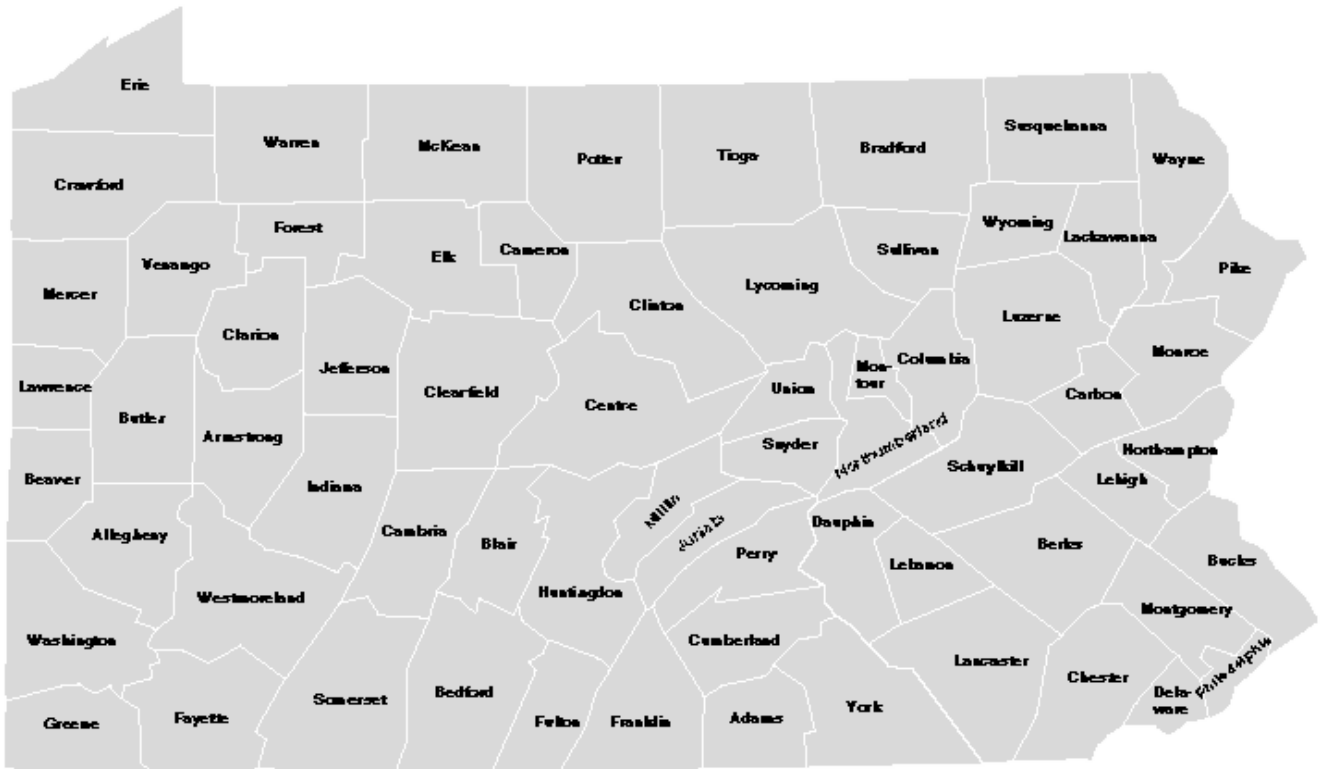 Erie
Warren
McKean
Potter
Tioga
Bradford
Susquehanna
Wayne
Crawford
Forest
Elk
Cameron
Sullivan
Wyoming
Lackawanna
Pike
Venango
Mercer
Clarion
Clinton
Lycoming
Luzerne
Monroe
Jefferson
Lawrence
Butler
Armstrong
Clearfield
Centre
Union
Mon-
tour
Columbia
Carbon
Snyder
Northumberland
Schuylkill
Northampton
Lehigh
Beaver
Indiana
Mifflin
Juniata
Dauphin
Allegheny
Cambria
Blair
Perry
Lebanon
Berks
Bucks
Westmoreland
Huntingdon
Montgomery
Washington
Cumberland
Lancaster
Chester
Philadelphia
Greene
Fayette
Somerset
Bedford
Fulton
Franklin
Adams
York
Dela-
ware